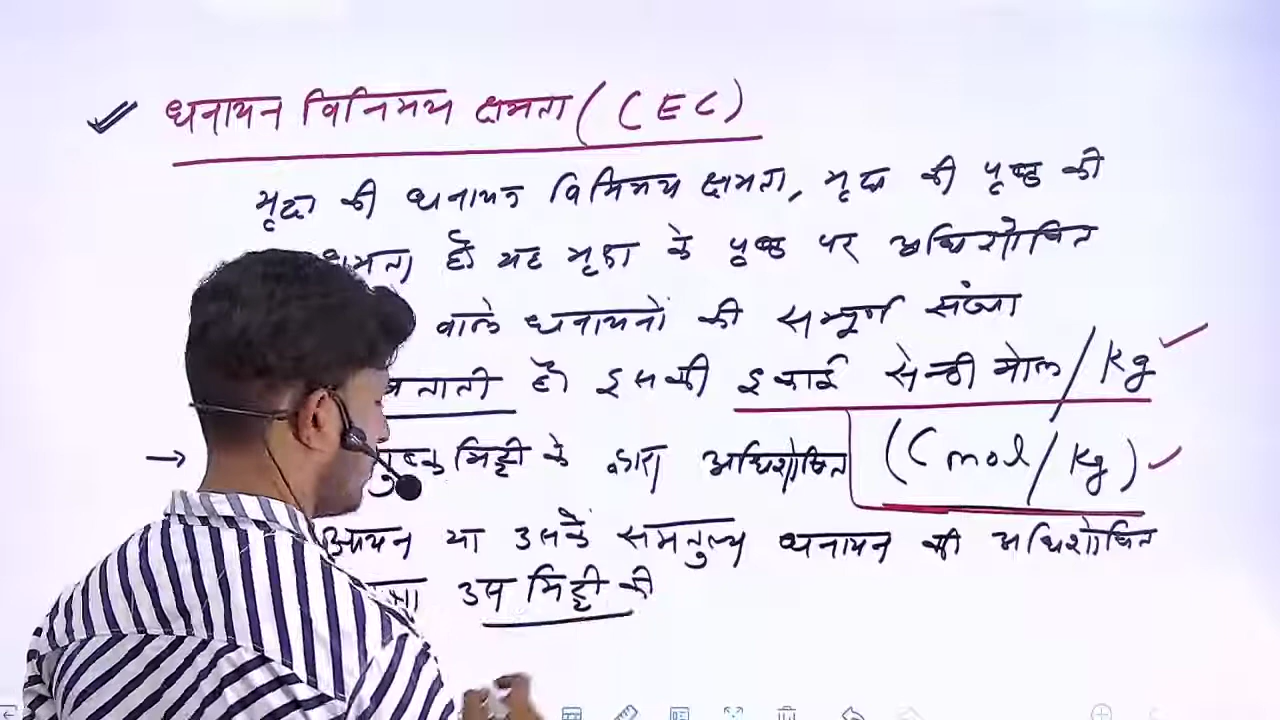 धनायन विनिमय क्षमता (CEC)
मृदा की धनायन विनिमय क्षमता, मृदा की पृष्ठ की
क्षमता है। यह मृदा के पृष्ठ पर अधिशोषित
वाले धनायनों की सम्पूर्ण संख्या
बताती है। इसकी इकाई सेन्टी मोल/kg
→ शुष्क मिट्टी के द्वारा अधिशोषित (C mol/kg)
आयन या उसके समतुल्य धनायन की अधिशोषित
उस मिट्टी की